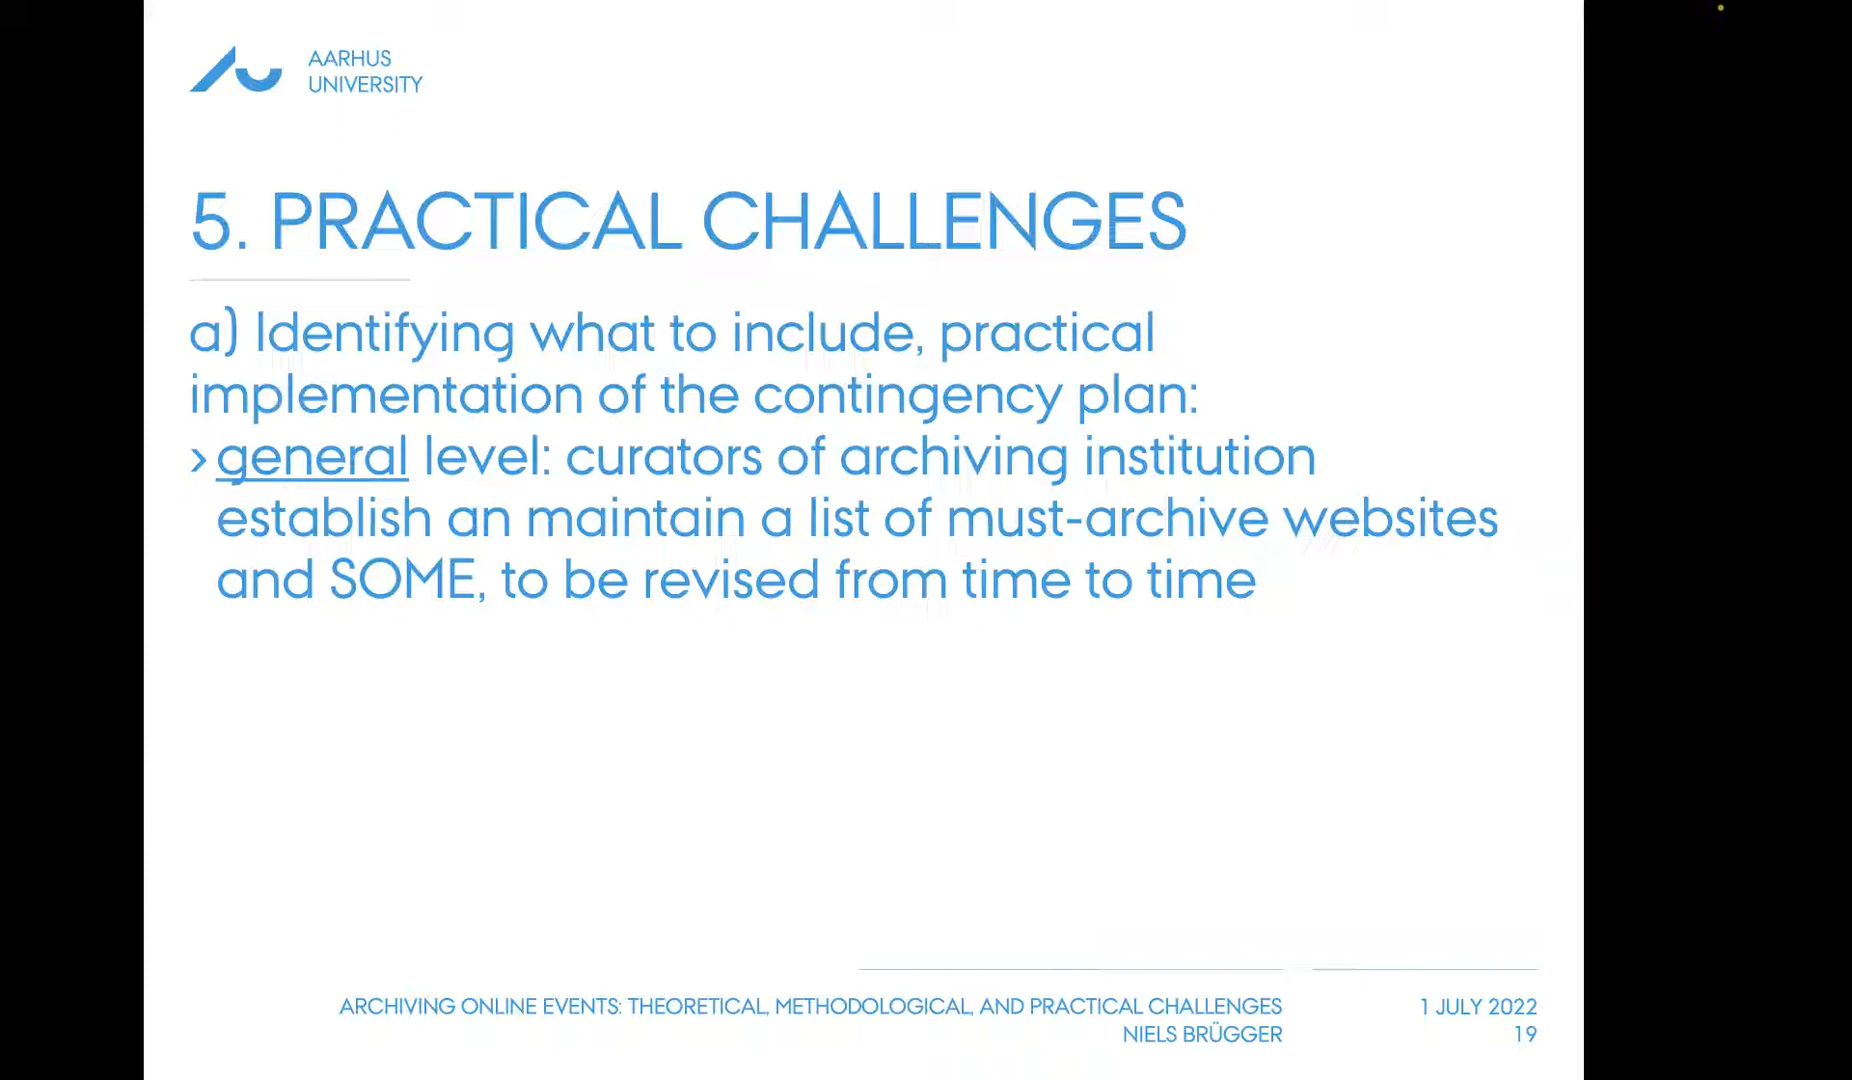 AARHUS
UNIVERSITY
5. PRACTICAL CHALLENGES
a) Identifying what to include, practical
implementation of the contingency plan:
› general level: curators of archiving institution
establish an maintain a list of must-archive websites
and SOME, to be revised from time to time
ARCHIVING ONLINE EVENTS: THEORETICAL, METHODOLOGICAL, AND PRACTICAL CHALLENGES
NIELS BRÜGGER
1 JULY 2022
19